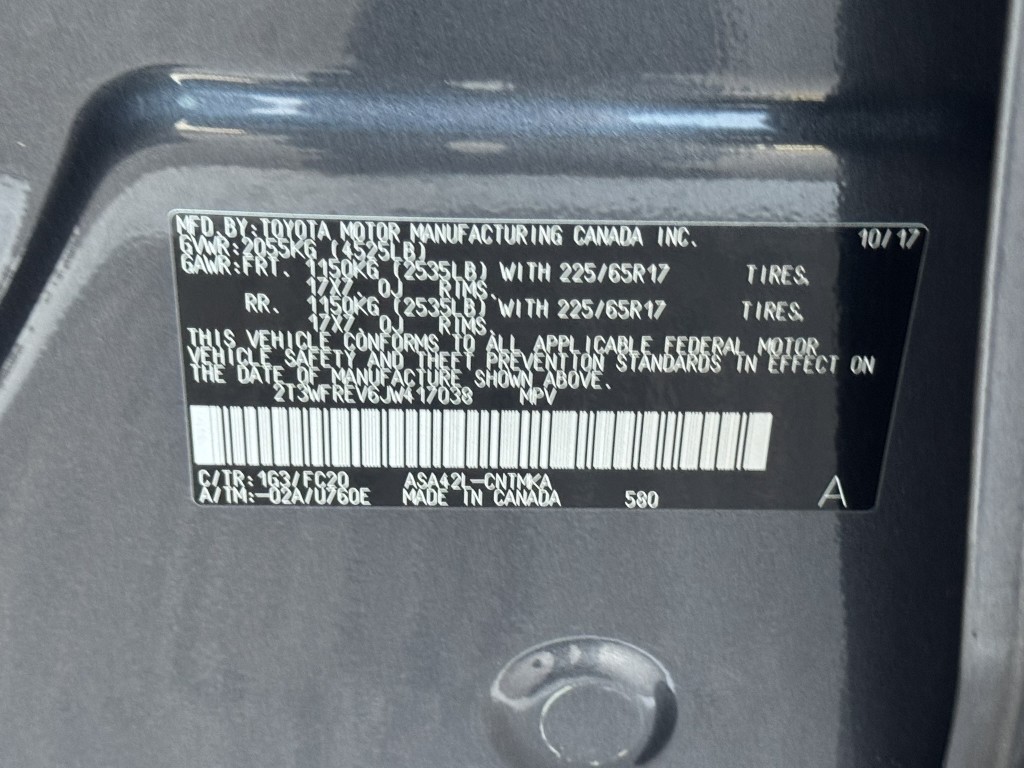 MFD. BY: TOYOTA MOTOR MANUFACTURING CANADA INC. 10/17
GVWR: 2055KG (4525LB)
GAWR: FRT. 1150KG (2535LB) WITH 225/65R17 TIRES,
17X7.0J RIMS,
RR. 1150KG (2535LB) WITH 225/65R17 TIRES,
17X7.0J RIMS,
THIS VEHICLE CONFORMS TO ALL APPLICABLE FEDERAL MOTOR
VEHICLE SAFETY AND THEFT PREVENTION STANDARDS IN EFFECT ON
THE DATE OF MANUFACTURE SHOWN ABOVE.
2T3WFREV6JW417038 MPV
C/TR: 1G3/FC20 ASA42L-CNTMKA
A/TM: -02A/U760E MADE IN CANADA 580 A